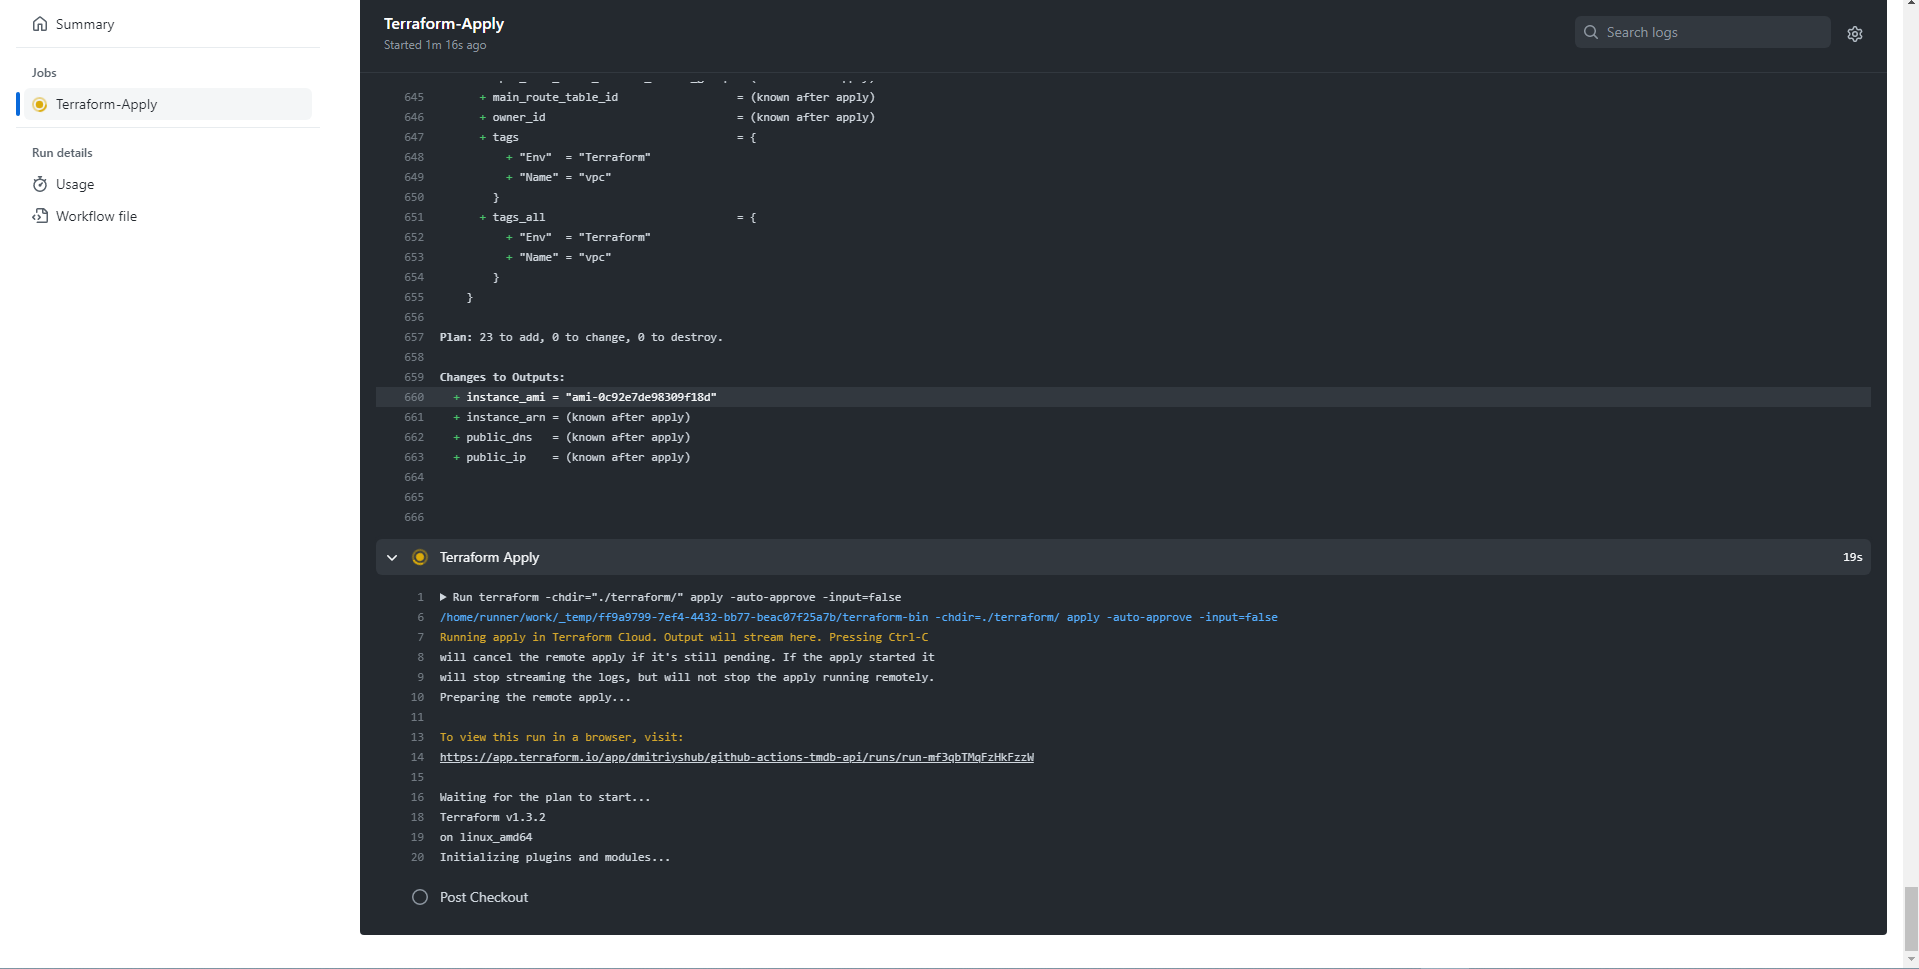 Summary
Jobs
Terraform-Apply
Run details
Usage
Workflow file
Terraform-Apply
Started 1m 16s ago
Search logs
645 + main_route_table_id = (known after apply)
646 + owner_id = (known after apply)
647 + tags = {
648 + "Env" = "Terraform"
649 + "Name" = "vpc"
650 }
651 + tags_all = {
652 + "Env" = "Terraform"
653 + "Name" = "vpc"
654 }
655 }
656
657 Plan: 23 to add, 0 to change, 0 to destroy.
658
659 Changes to Outputs:
660 + instance_ami = "ami-0c92e7de98309f18d"
661 + instance_arn = (known after apply)
662 + public_dns = (known after apply)
663 + public_ip = (known after apply)
664
665
666
Terraform Apply 19s
1 Run terraform -chdir="./terraform/" apply -auto-approve -input=false
6 /home/runner/work/_temp/ff9a9799-7ef4-4432-bb77-beac07f25a7b/terraform-bin -chdir=./terraform/ apply -auto-approve -input=false
7 Running apply in Terraform Cloud. Output will stream here. Pressing Ctrl-C
8 will cancel the remote apply if it's still pending. If the apply started it
9 will stop streaming the logs, but will not stop the apply running remotely.
10 Preparing the remote apply...
11
13 To view this run in a browser, visit:
14 https://app.terraform.io/app/dmitriyshub/github-actions-tmdb-api/runs/run-mf3qbTMqFzHkFzzW
15
16 Waiting for the plan to start...
18 Terraform v1.3.2
19 on linux_amd64
20 Initializing plugins and modules...
Post Checkout